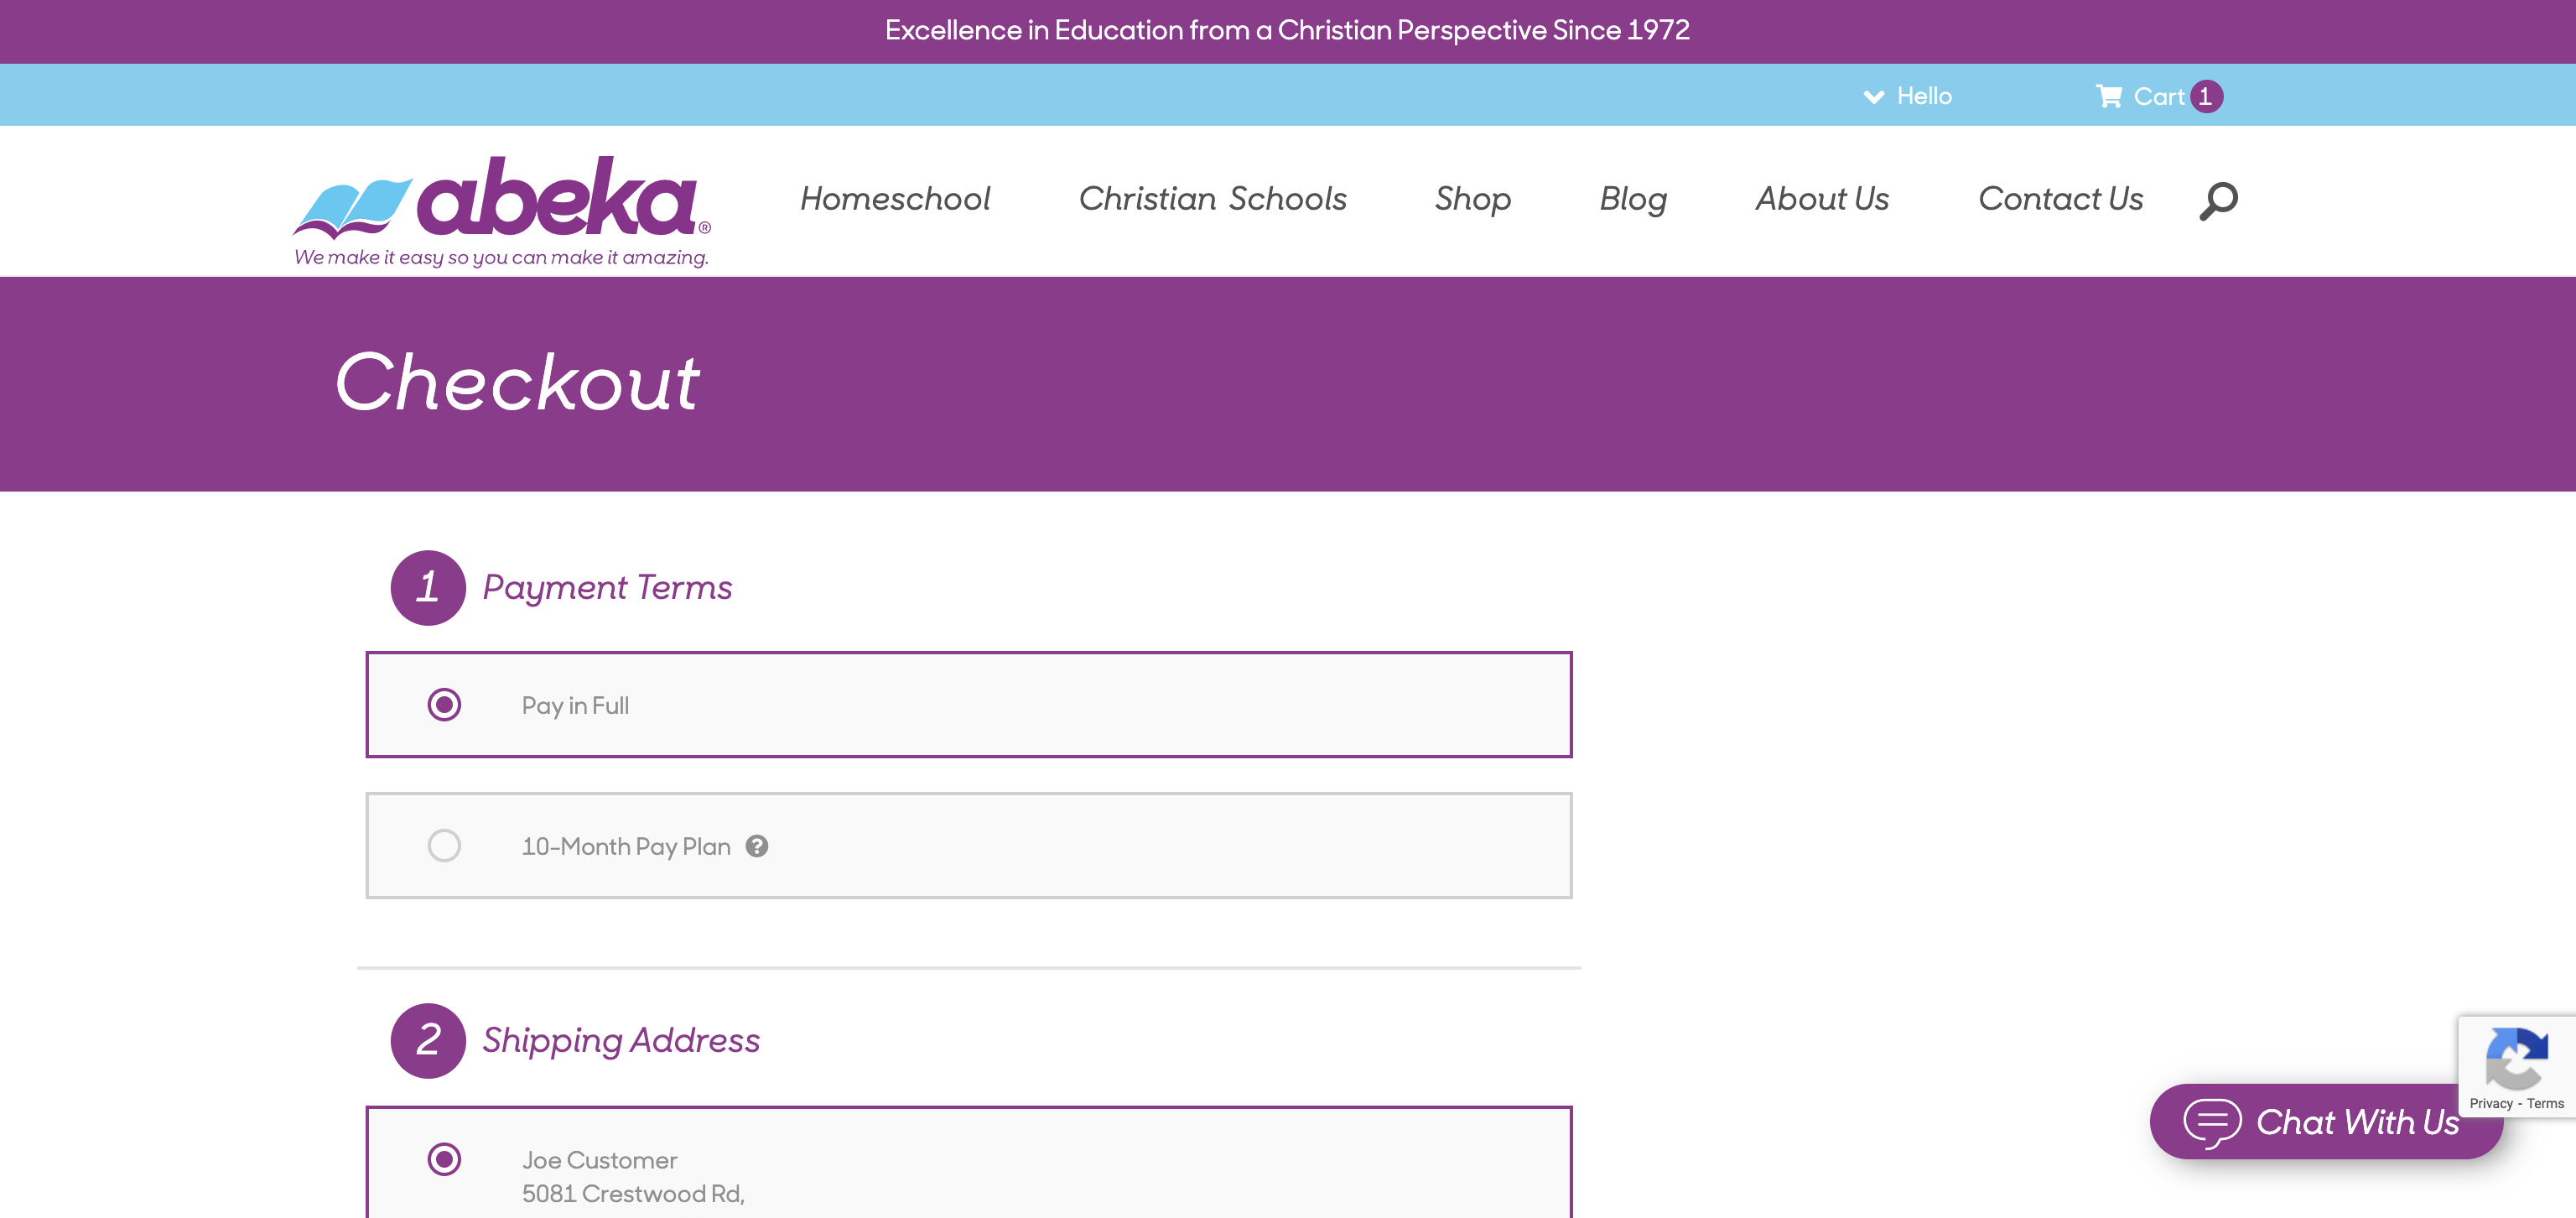 Excellence in Education from a Christian Perspective Since 1972
Hello
Cart 1
abeka®
We make it easy so you can make it amazing.
Homeschool
Christian Schools
Shop
Blog
About Us
Contact Us
Checkout
1 Payment Terms
Pay in Full
10-Month Pay Plan ?
2 Shipping Address
Joe Customer
5081 Crestwood Rd,
Privacy - Terms
Chat With Us